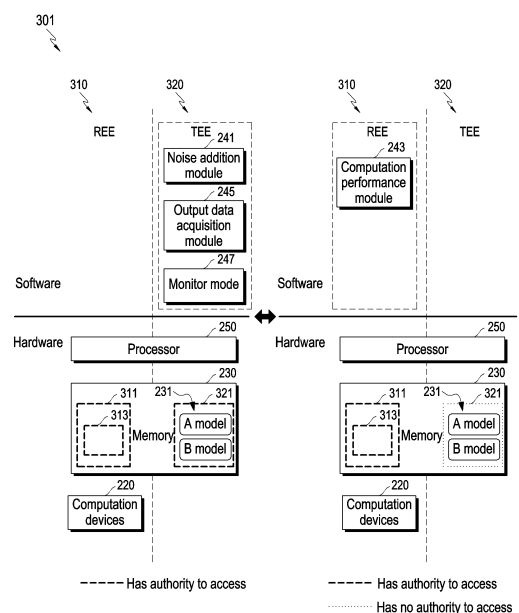 301
310
320
310
320
REE
TEE
REE
TEE
241
Noise addition
module
245
Output data
acquisition
module
247
Monitor mode
243
Computation
performance
module
Software
Software
Hardware
Hardware
250
Processor
250
Processor
230
311
231
321
313
Memory
A model
B model
230
311
231
321
313
Memory
A model
B model
220
Computation
devices
220
Computation
devices
Has authority to access
Has authority to access
Has no authority to access